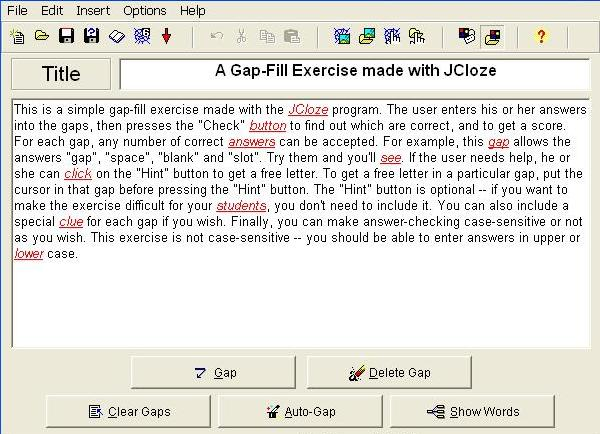 File Edit Insert Options Help
Title
A Gap-Fill Exercise made with JCloze
This is a simple gap-fill exercise made with the JCloze program. The user enters his or her answers
into the gaps, then presses the "Check" button to find out which are correct, and to get a score.
For each gap, any number of correct answers can be accepted. For example, this gap allows the
answers "gap", "space", "blank" and "slot". Try them and you'll see. If the user needs help, he or
she can click on the "Hint" button to get a free letter. To get a free letter in a particular gap, put the
cursor in that gap before pressing the "Hint" button. The "Hint" button is optional -- if you want to
make the exercise difficult for your students, you don't need to include it. You can also include a
special clue for each gap if you wish. Finally, you can make answer-checking case-sensitive or not
as you wish. This exercise is not case-sensitive -- you should be able to enter answers in upper or
lower case.
Gap
Delete Gap
Clear Gaps
Auto-Gap
Show Words